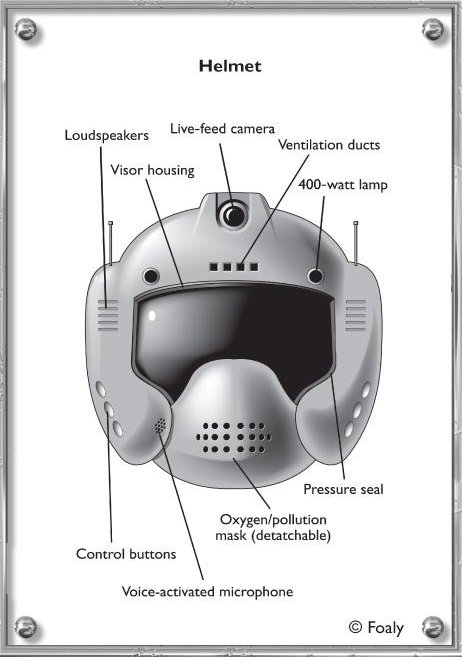 Helmet
Loudspeakers
Live-feed camera
Ventilation ducts
Visor housing
400-watt lamp
Pressure seal
Oxygen/pollution
mask (detatchable)
Control buttons
Voice-activated microphone
© Foaly